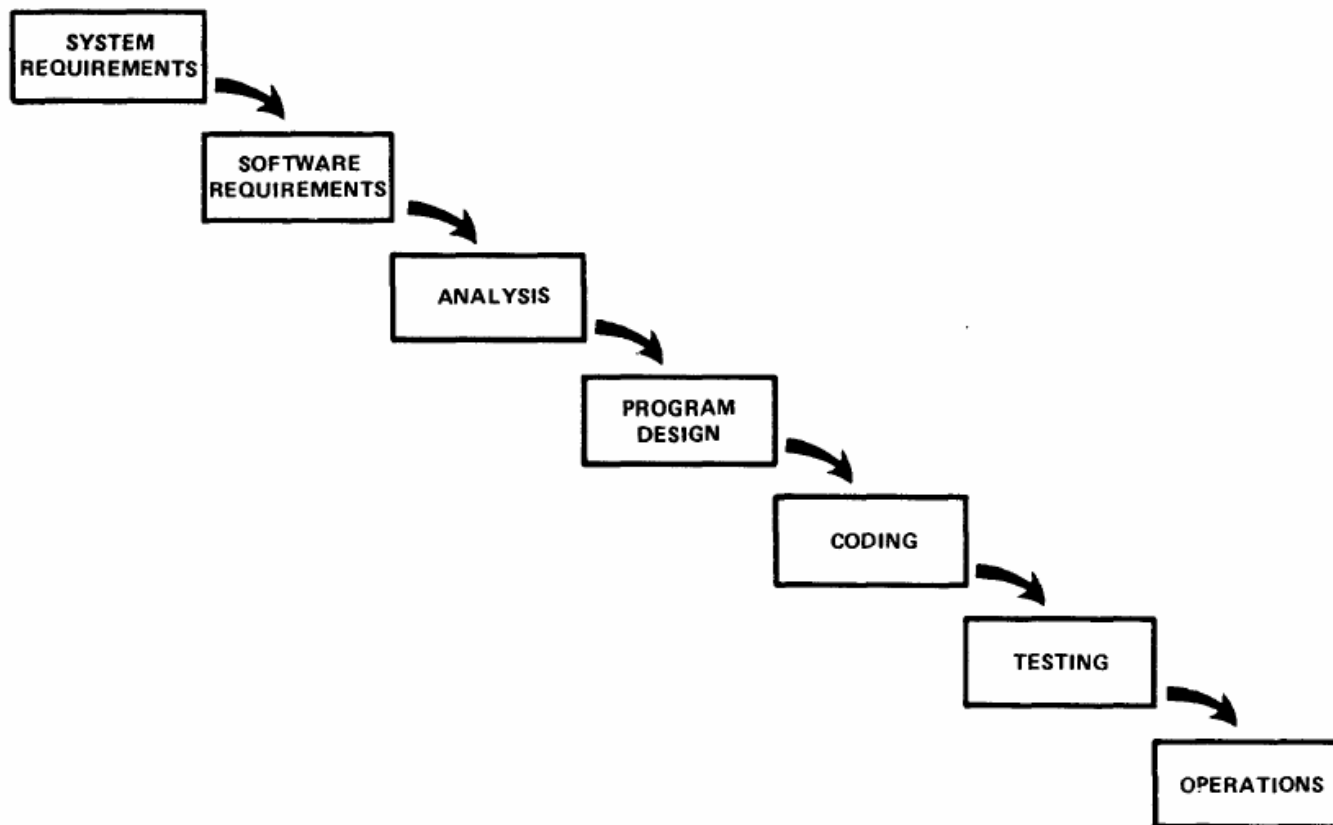 SYSTEM
REQUIREMENTS
SOFTWARE
REQUIREMENTS
ANALYSIS
PROGRAM
DESIGN
CODING
TESTING
OPERATIONS